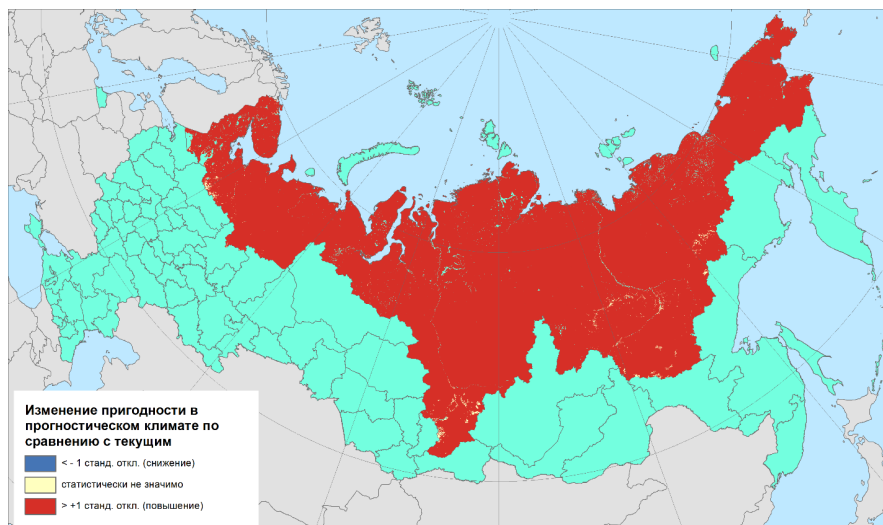 Изменение пригодности в
прогностическом климате по
сравнению с текущим
< - 1 станд. откл. (снижение)
статистически не значимо
> +1 станд. откл. (повышение)